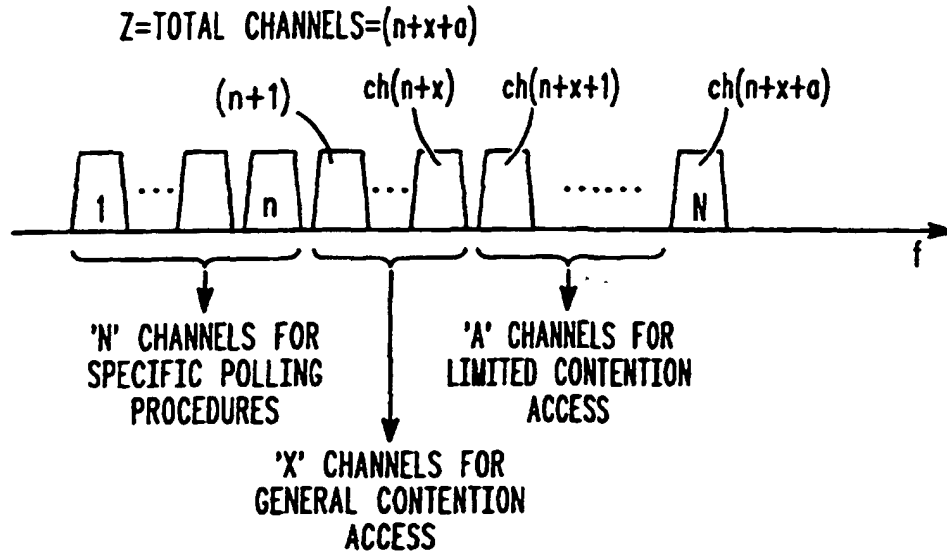 Z=TOTAL CHANNELS=(n+x+a)
(n+1)
ch(n+x)
ch(n+x+1)
ch(n+x+a)
1
n
N
f
'N' CHANNELS FOR
SPECIFIC POLLING
PROCEDURES
'A' CHANNELS FOR
LIMITED CONTENTION
ACCESS
'X' CHANNELS FOR
GENERAL CONTENTION
ACCESS